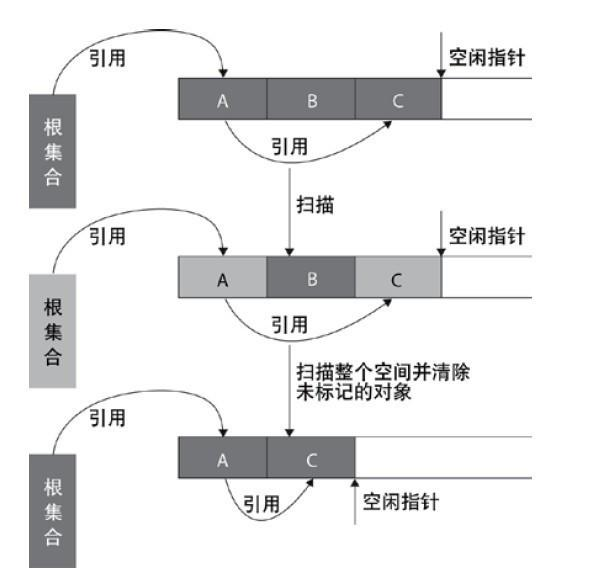 引用
空闲指针
A B C
根集合
引用
扫描
引用
空闲指针
A B C
根集合
引用
扫描整个空间并清除
未标记的对象
引用
A C
根集合
引用
空闲指针